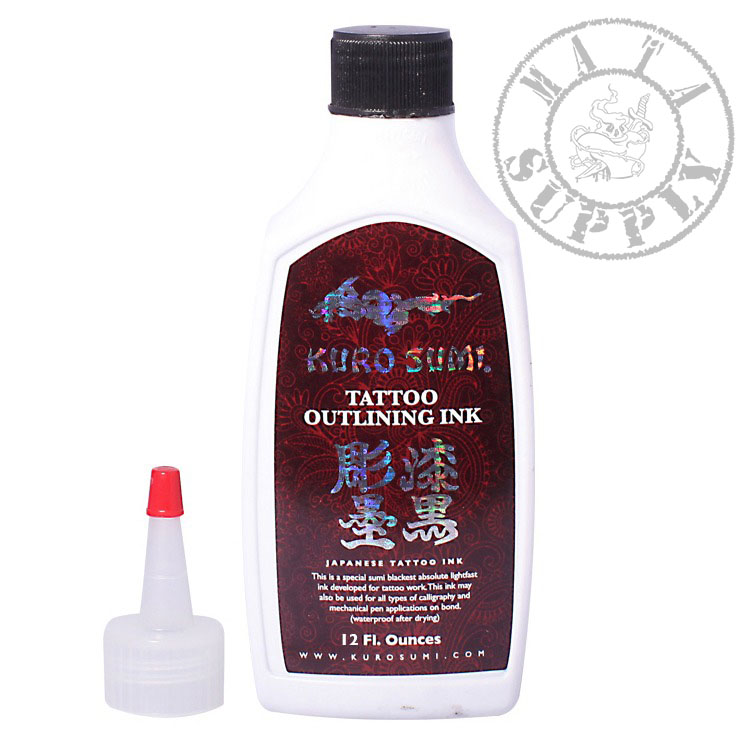 MAÏA
SUPPLY
KURO SUMI.
TATTOO
OUTLINING INK
漆黒
彫墨
JAPANESE TATTOO INK
This is a special sumi blackest absolute lightfast
ink developed for tattoo work. This ink may
also be used for all types of calligraphy and
mechanical pen applications on bond.
(waterproof after drying)
12 Fl. Ounces
WWW.KUROSUMI.COM